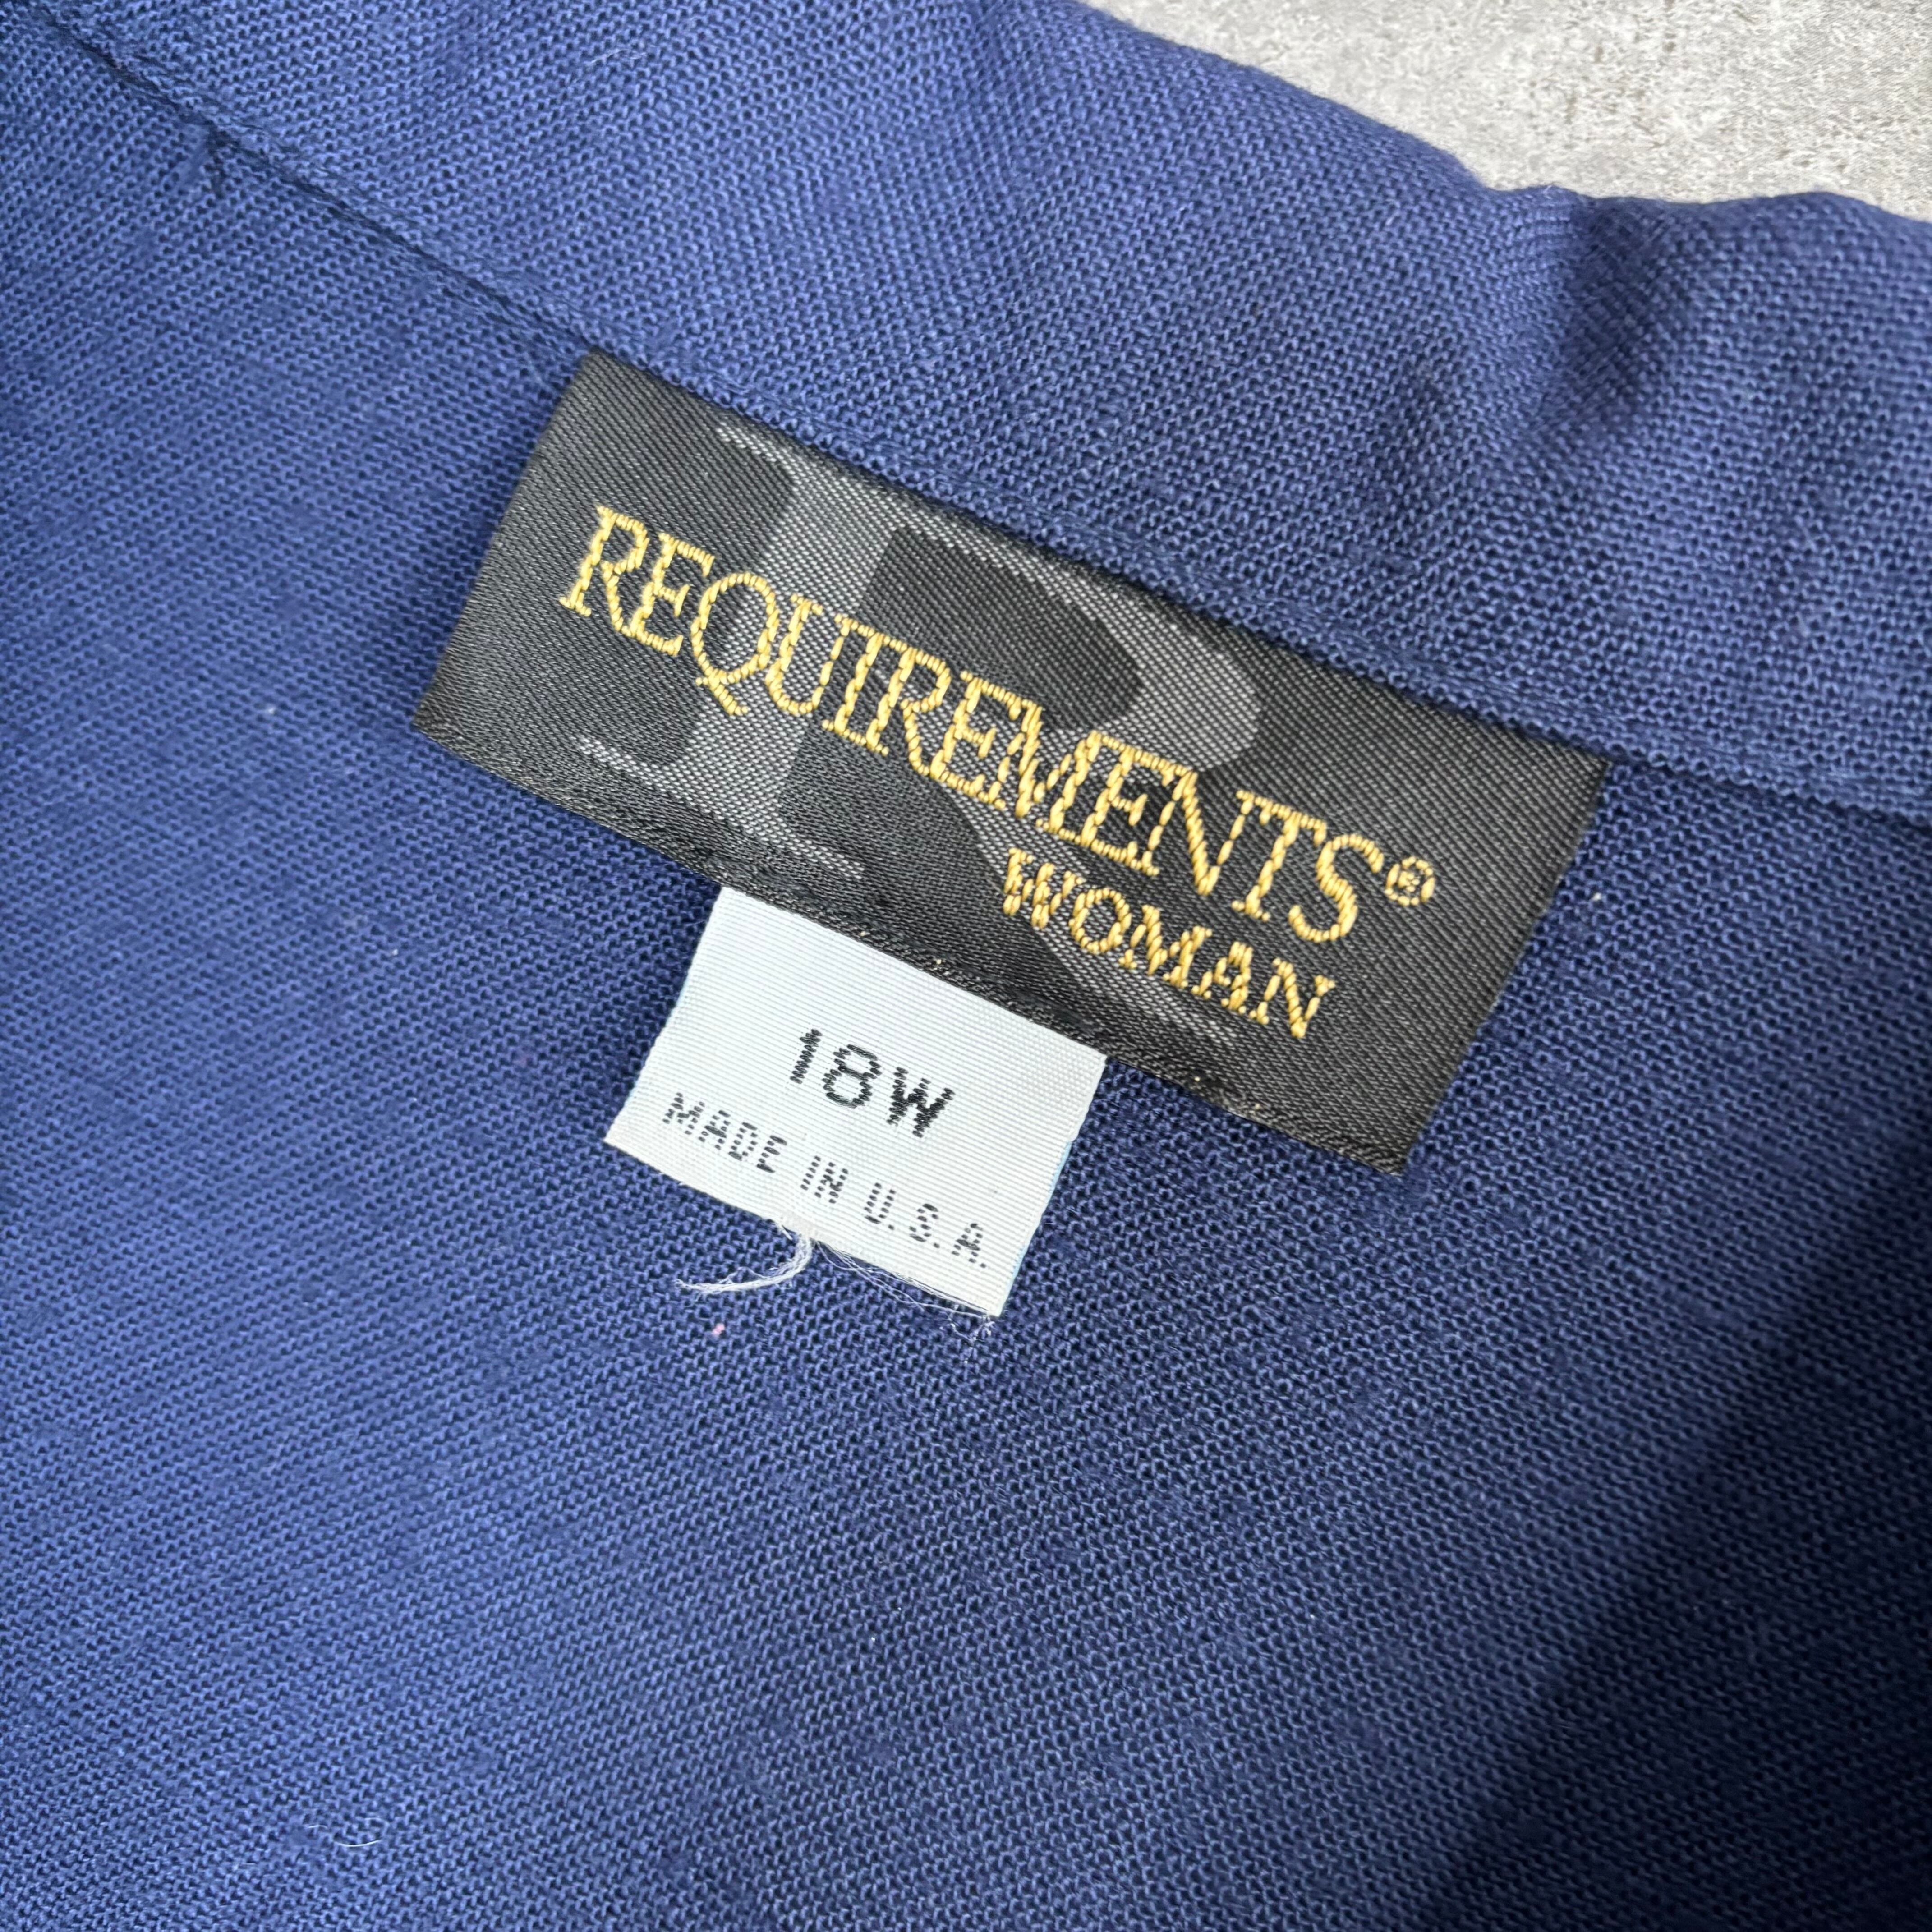 R
REQUIREMENTS®
WOMAN
18W
MADE IN U.S.A.